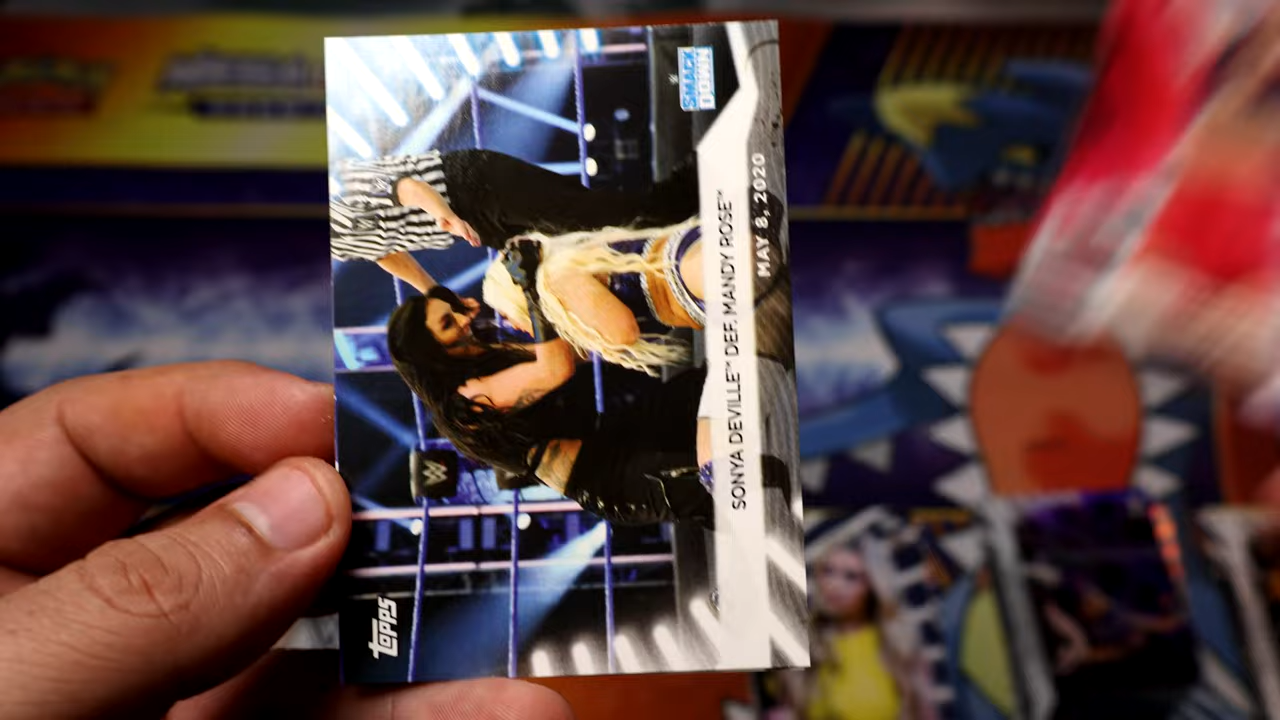 TOPPS
W
SMACK
DOWN
SONYA DEVILLE™ DEF. MANDY ROSE™
MAY 8, 2020